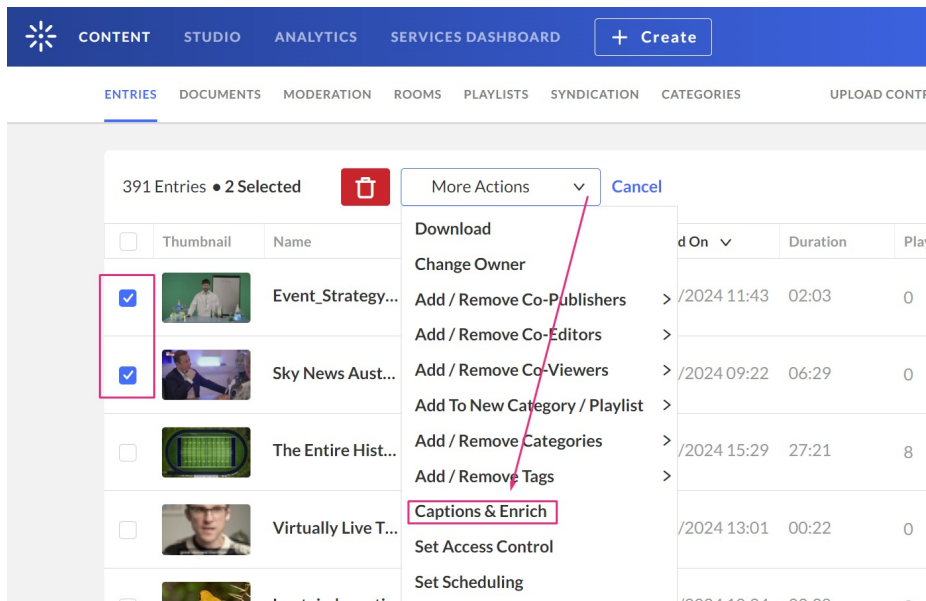 CONTENT STUDIO ANALYTICS SERVICES DASHBOARD + Create
ENTRIES DOCUMENTS MODERATION ROOMS PLAYLISTS SYNDICATION CATEGORIES UPLOAD CONTR
391 Entries • 2 Selected More Actions Cancel
Thumbnail Name d On Duration Pla
Event_Strategy... /2024 11:43 02:03 0
Sky News Aust... /2024 09:22 06:29 0
The Entire Hist... /2024 15:29 27:21 8
Virtually Live T... /2024 13:01 00:22 0
Download
Change Owner
Add / Remove Co-Publishers
Add / Remove Co-Editors
Add / Remove Co-Viewers
Add To New Category / Playlist
Add / Remove Categories
Add / Remove Tags
Captions & Enrich
Set Access Control
Set Scheduling